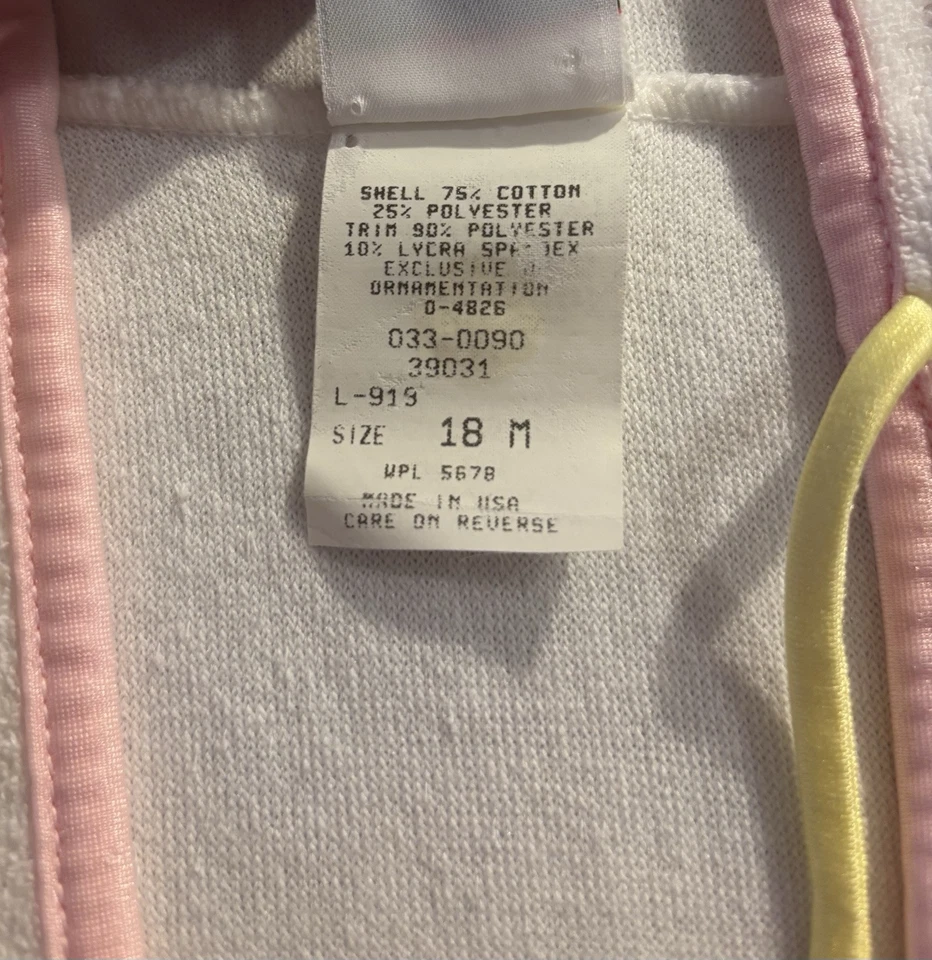 SHELL 75% COTTON
25% POLYESTER
TRIM 90% POLYESTER
10% LYCRA
EXCLUSIVE
ORNAMENTATION
0-4826
033-0090
39031
L-919
SIZE 18 M
WPL 5678
MADE IN USA
CARE ON REVERSE